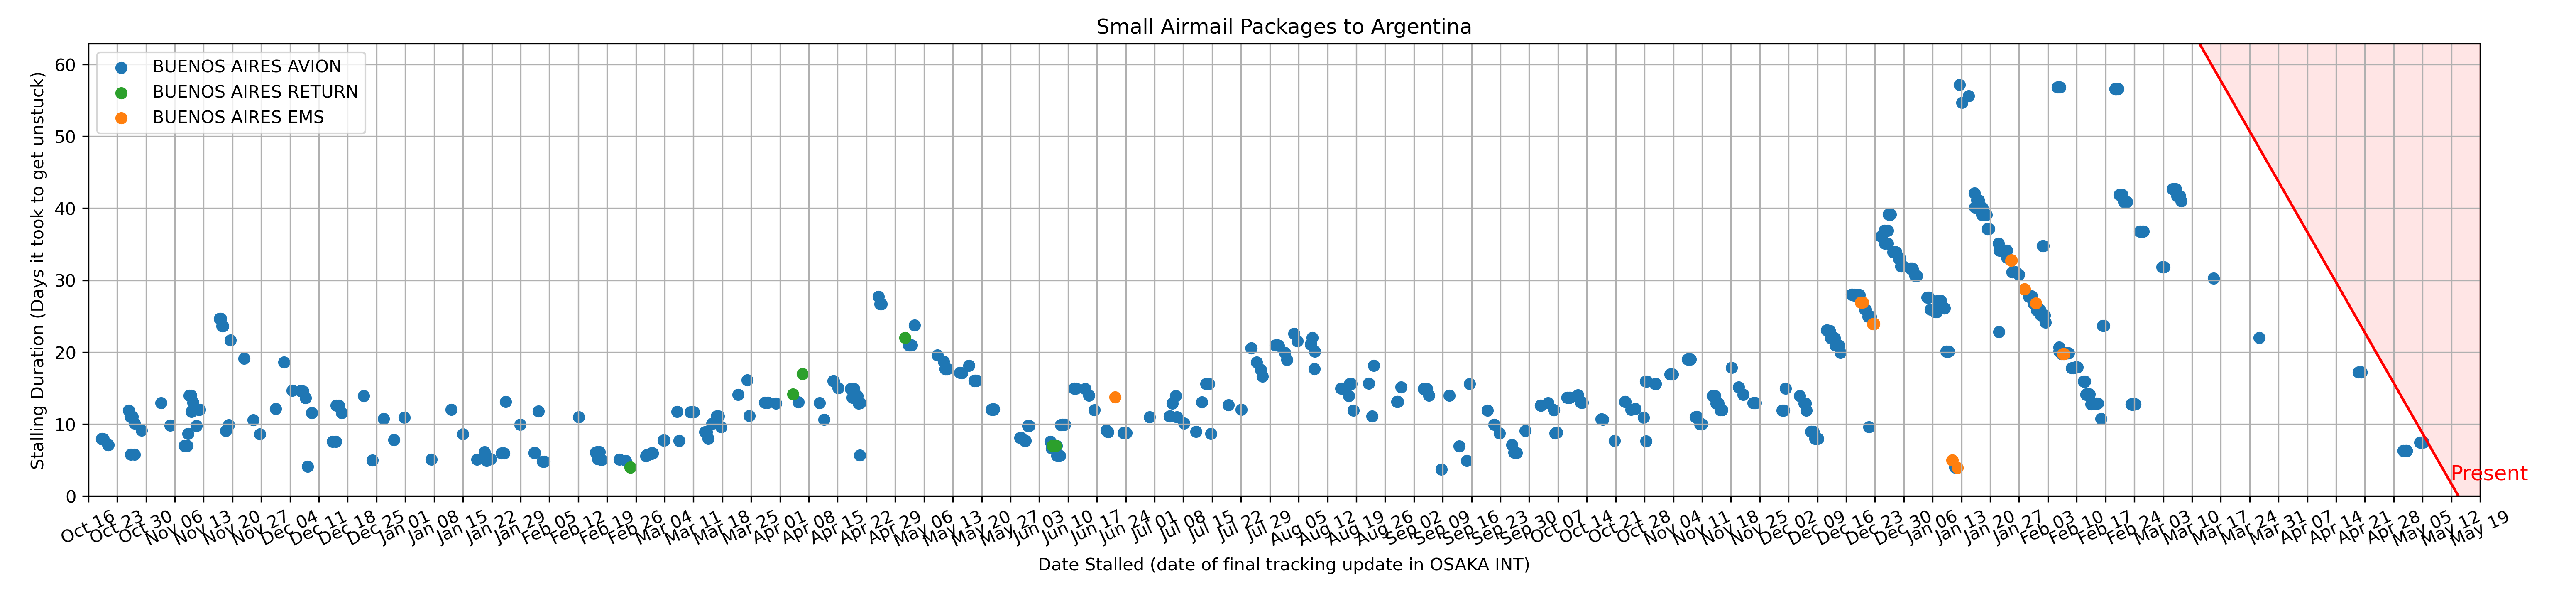 Small Airmail Packages to Argentina
BUENOS AIRES AVION
BUENOS AIRES RETURN
BUENOS AIRES EMS
Stalling Duration (Days it took to get unstuck)
60
50
40
30
20
10
0
Present
Oct 16
Oct 23
Oct 30
Nov 06
Nov 13
Nov 20
Nov 27
Dec 04
Dec 11
Dec 18
Dec 25
Jan 01
Jan 08
Jan 15
Jan 22
Jan 29
Feb 05
Feb 12
Feb 19
Feb 26
Mar 04
Mar 11
Mar 18
Mar 25
Apr 01
Apr 08
Apr 15
Apr 22
Apr 29
May 06
May 13
May 20
May 27
Jun 03
Jun 10
Jun 17
Jun 24
Jul 01
Jul 08
Jul 15
Jul 22
Jul 29
Aug 05
Aug 12
Aug 19
Aug 26
Sep 02
Sep 09
Sep 16
Sep 23
Sep 30
Oct 07
Oct 14
Oct 21
Oct 28
Nov 04
Nov 11
Nov 18
Nov 25
Dec 02
Dec 09
Dec 16
Dec 23
Dec 30
Jan 06
Jan 13
Jan 20
Jan 27
Feb 03
Feb 10
Feb 17
Feb 24
Mar 03
Mar 10
Mar 17
Mar 24
Mar 31
Apr 07
Apr 14
Apr 21
Apr 28
May 05
May 12
May 19
Date Stalled (date of final tracking update in OSAKA INT)